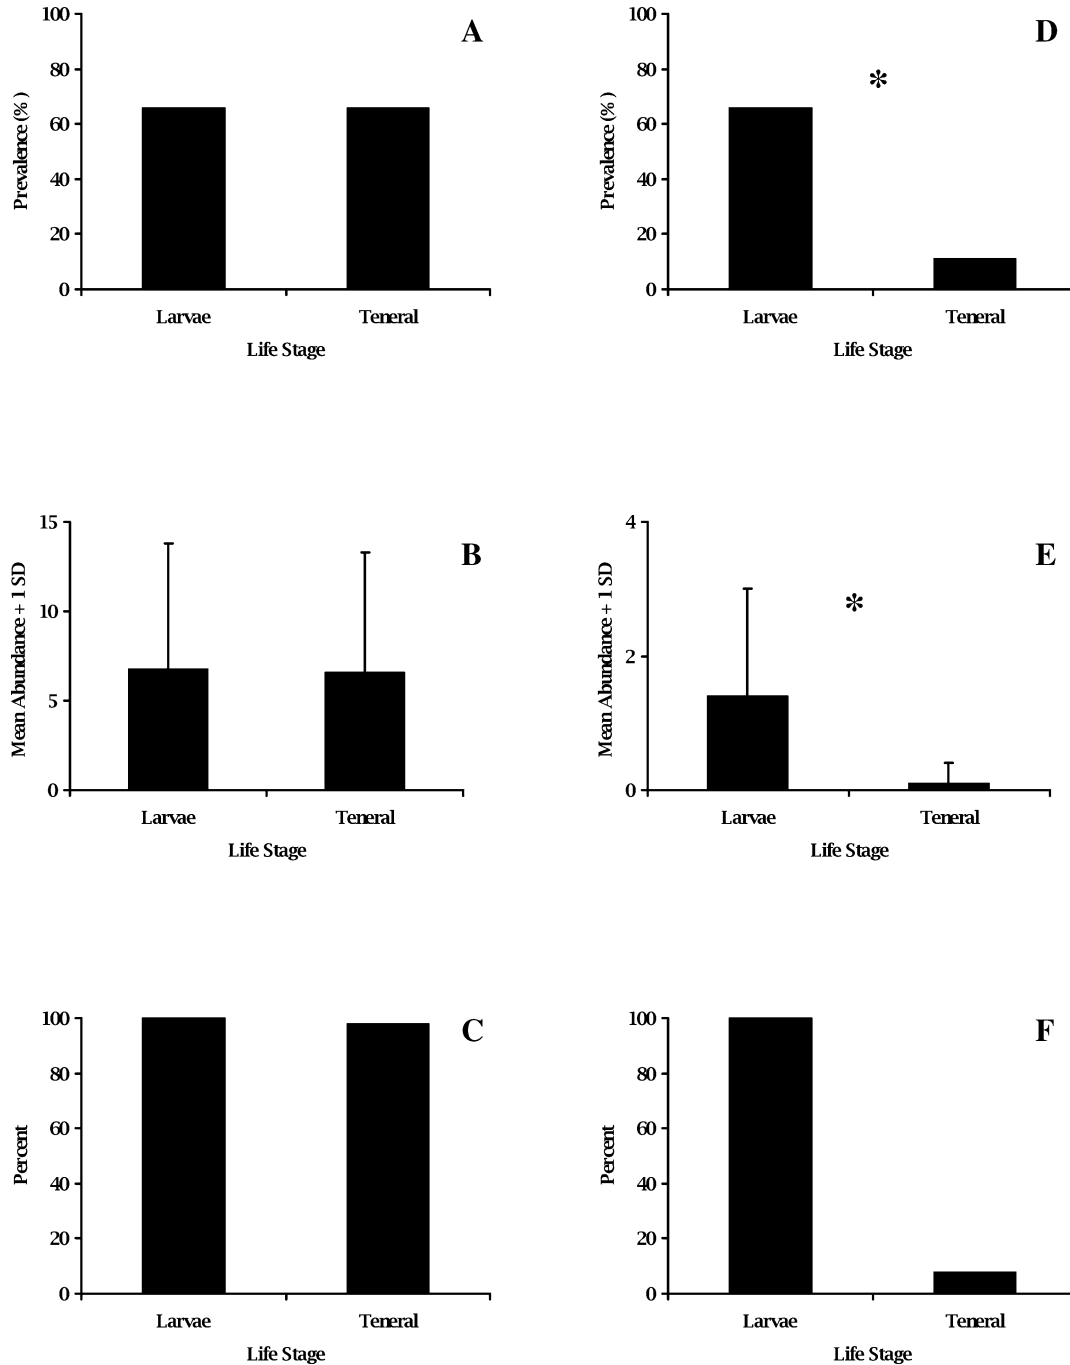 A
100
80
60
40
20
0
Prevalence (%)
Larvae Teneral
Life Stage
D
*
100
80
60
40
20
0
Prevalence (%)
Larvae Teneral
Life Stage
B
15
10
5
0
Mean Abundance + 1 SD
Larvae Teneral
Life Stage
E
*
4
2
0
Mean Abundance + 1 SD
Larvae Teneral
Life Stage
C
100
80
60
40
20
0
Percent
Larvae Teneral
Life Stage
F
100
80
60
40
20
0
Percent
Larvae Teneral
Life Stage